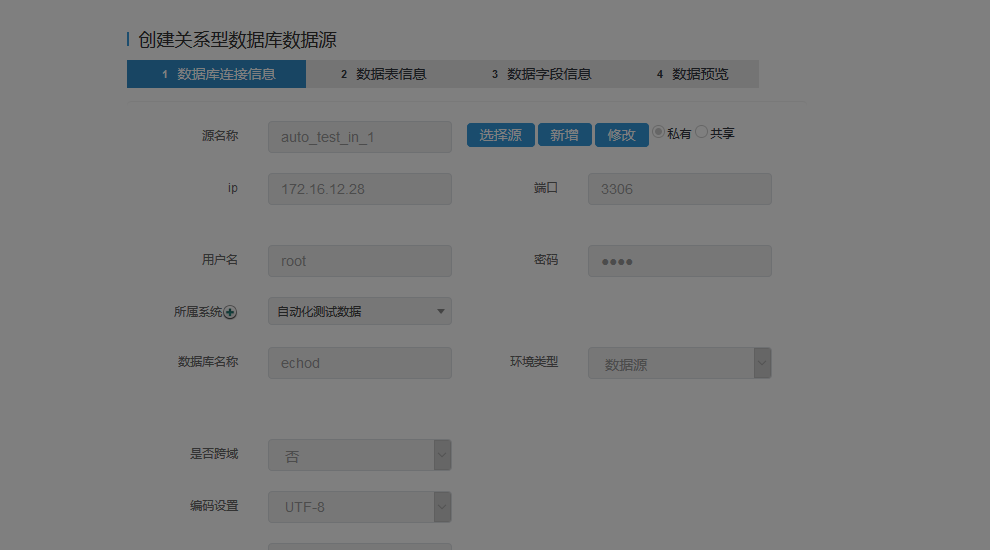 创建关系型数据库数据源
1 数据库连接信息 2 数据表信息 3 数据字段信息 4 数据预览
源名称 auto_test_in_1 选择源 新增 修改 私有 共享
ip 172.16.12.28 端口 3306
用户名 root 密码 ●●●●
所属系统 自动化测试数据
数据库名称 echod 环境类型 数据源
是否跨域 否
编码设置 UTF-8